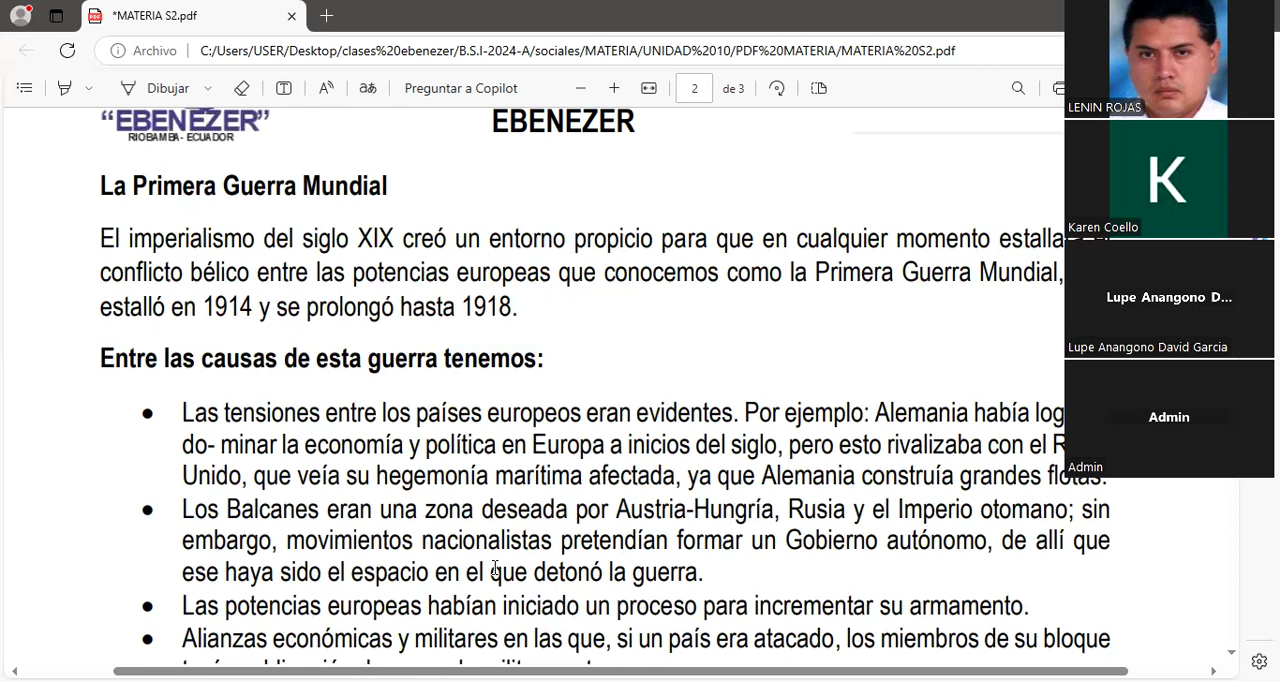 *MATERIA S2.pdf
Archivo C:/Users/USER/Desktop/clases%20ebenezer/B.S.I-2024-A/sociales/MATERIA/UNIDAD%2010/PDF%20MATERIA/MATERIA%20S2.pdf
Dibujar Preguntar a Copilot 2 de 3
“EBENEZER”
RIOBAMBA- ECUADOR
EBENEZER
La Primera Guerra Mundial
El imperialismo del siglo XIX creó un entorno propicio para que en cualquier momento estalla
conflicto bélico entre las potencias europeas que conocemos como la Primera Guerra Mundial,
estalló en 1914 y se prolongó hasta 1918.
Entre las causas de esta guerra tenemos:
Las tensiones entre los países europeos eran evidentes. Por ejemplo: Alemania había log
do- minar la economía y política en Europa a inicios del siglo, pero esto rivalizaba con el R
Unido, que veía su hegemonía marítima afectada, ya que Alemania construía grandes flotas.
Los Balcanes eran una zona deseada por Austria-Hungría, Rusia y el Imperio otomano; sin
embargo, movimientos nacionalistas pretendían formar un Gobierno autónomo, de allí que
ese haya sido el espacio en el que detonó la guerra.
Las potencias europeas habían iniciado un proceso para incrementar su armamento.
Alianzas económicas y militares en las que, si un país era atacado, los miembros de su bloque
LENIN ROJAS
K
Karen Coello
Lupe Anangono D...
Lupe Anangono David Garcia
Admin
Admin